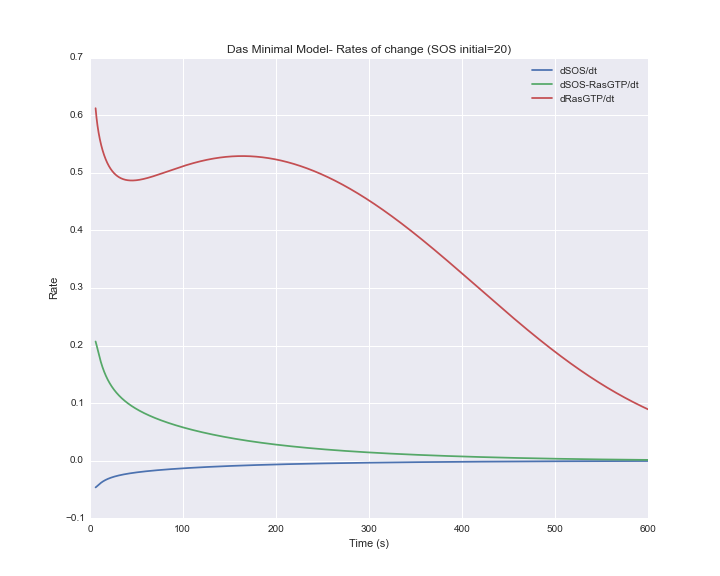 Das Minimal Model- Rates of change (SOS initial=20)
dSOS/dt
dSOS-RasGTP/dt
dRasGTP/dt
0.7
0.6
0.5
0.4
0.3
0.2
0.1
0.0
−0.1
Rate
0 100 200 300 400 500 600
Time (s)